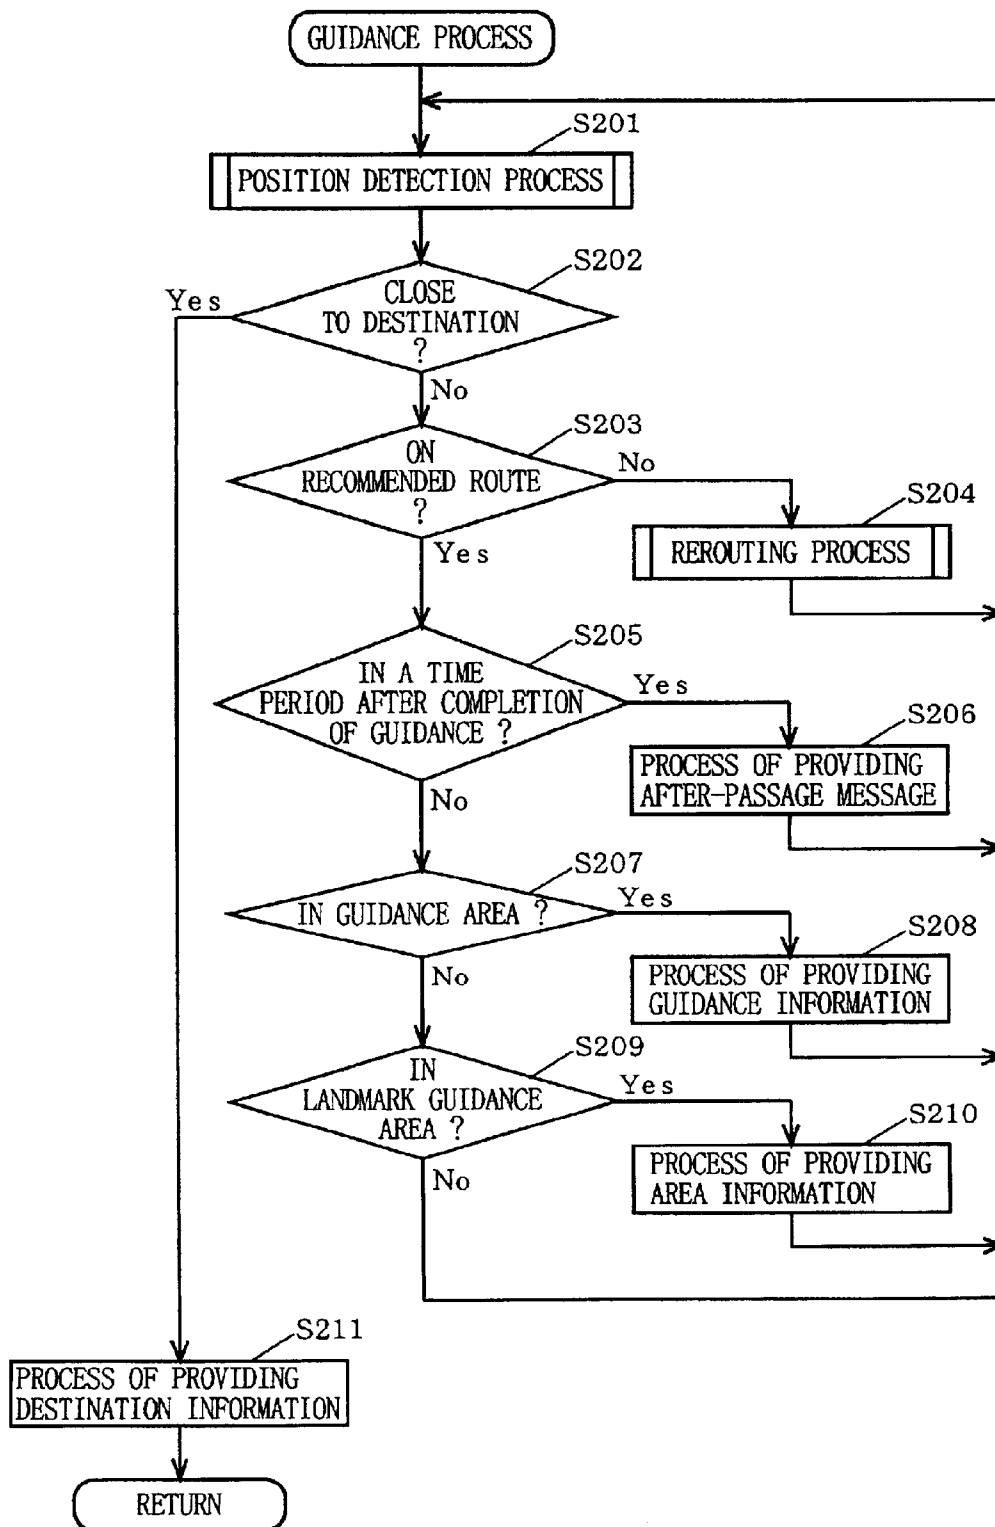 GUIDANCE PROCESS
S201
POSITION DETECTION PROCESS
S202
Yes
CLOSE
TO DESTINATION
?
No
S203
ON
RECOMMENDED ROUTE
?
No
S204
REROUTING PROCESS
Yes
S205
IN A TIME
PERIOD AFTER COMPLETION
OF GUIDANCE ?
Yes
S206
PROCESS OF PROVIDING
AFTER-PASSAGE MESSAGE
No
S207
IN GUIDANCE AREA ?
Yes
S208
PROCESS OF PROVIDING
GUIDANCE INFORMATION
No
S209
IN
LANDMARK GUIDANCE
AREA ?
Yes
S210
PROCESS OF PROVIDING
AREA INFORMATION
No
S211
PROCESS OF PROVIDING
DESTINATION INFORMATION
RETURN